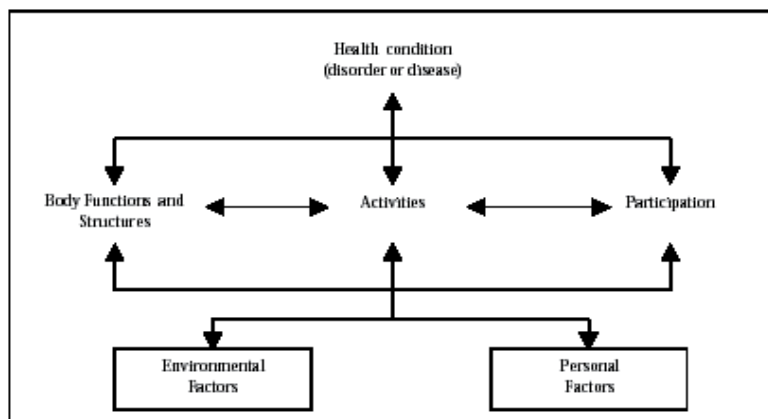 Health condition
(disorder or disease)
Body Functions and
Structures
Activities
Participation
Environmental
Factors
Personal
Factors